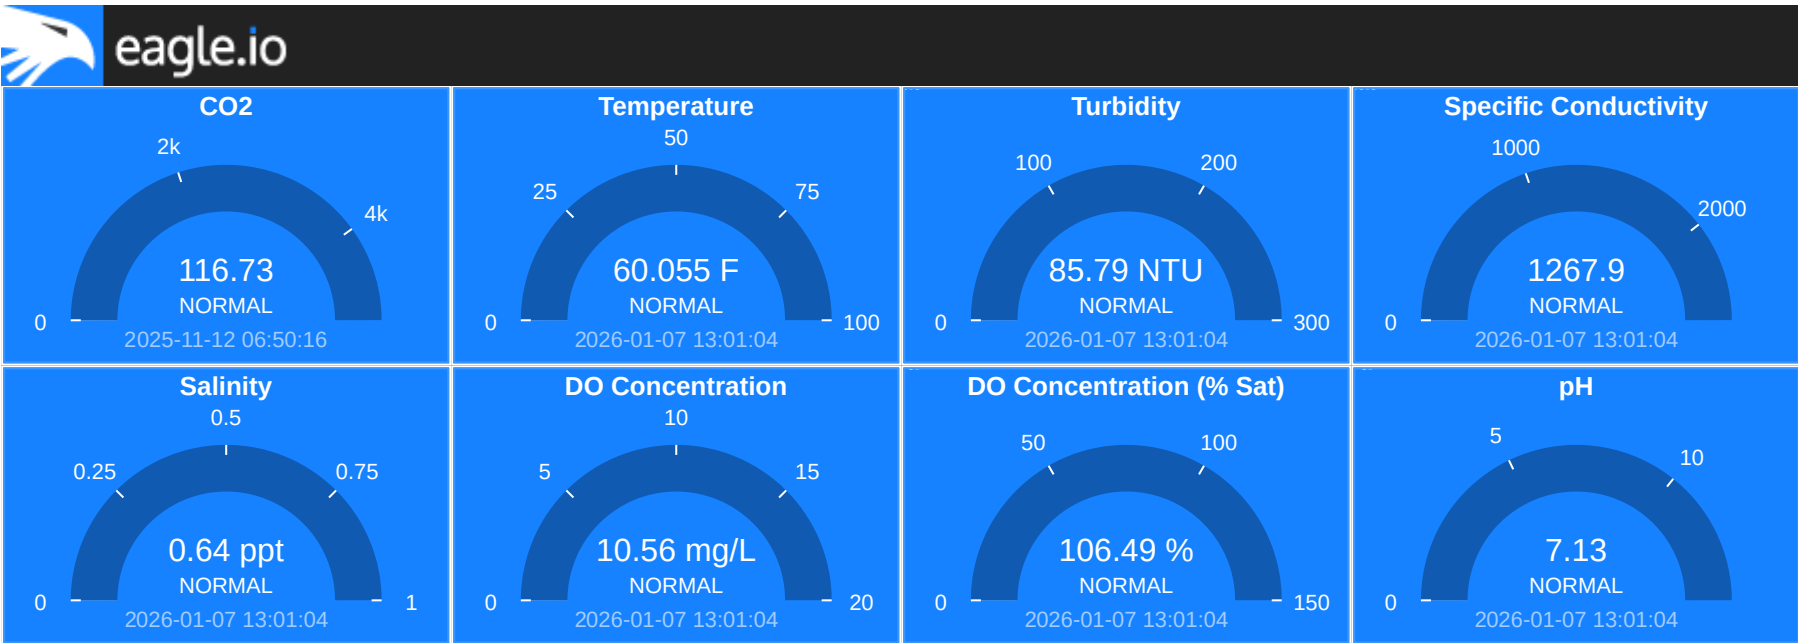 eagle.io
CO2
2k
4k
0
116.73
NORMAL
2025-11-12 06:50:16
Temperature
50
25
75
0
100
60.055 F
NORMAL
2026-01-07 13:01:04
Turbidity
100
200
0
300
85.79 NTU
NORMAL
2026-01-07 13:01:04
Specific Conductivity
1000
2000
0
1267.9
NORMAL
2026-01-07 13:01:04
Salinity
0.5
0.25
0.75
0
1
0.64 ppt
NORMAL
2026-01-07 13:01:04
DO Concentration
10
5
15
0
20
10.56 mg/L
NORMAL
2026-01-07 13:01:04
DO Concentration (% Sat)
50
100
0
150
106.49 %
NORMAL
2026-01-07 13:01:04
pH
5
10
0
7.13
NORMAL
2026-01-07 13:01:04